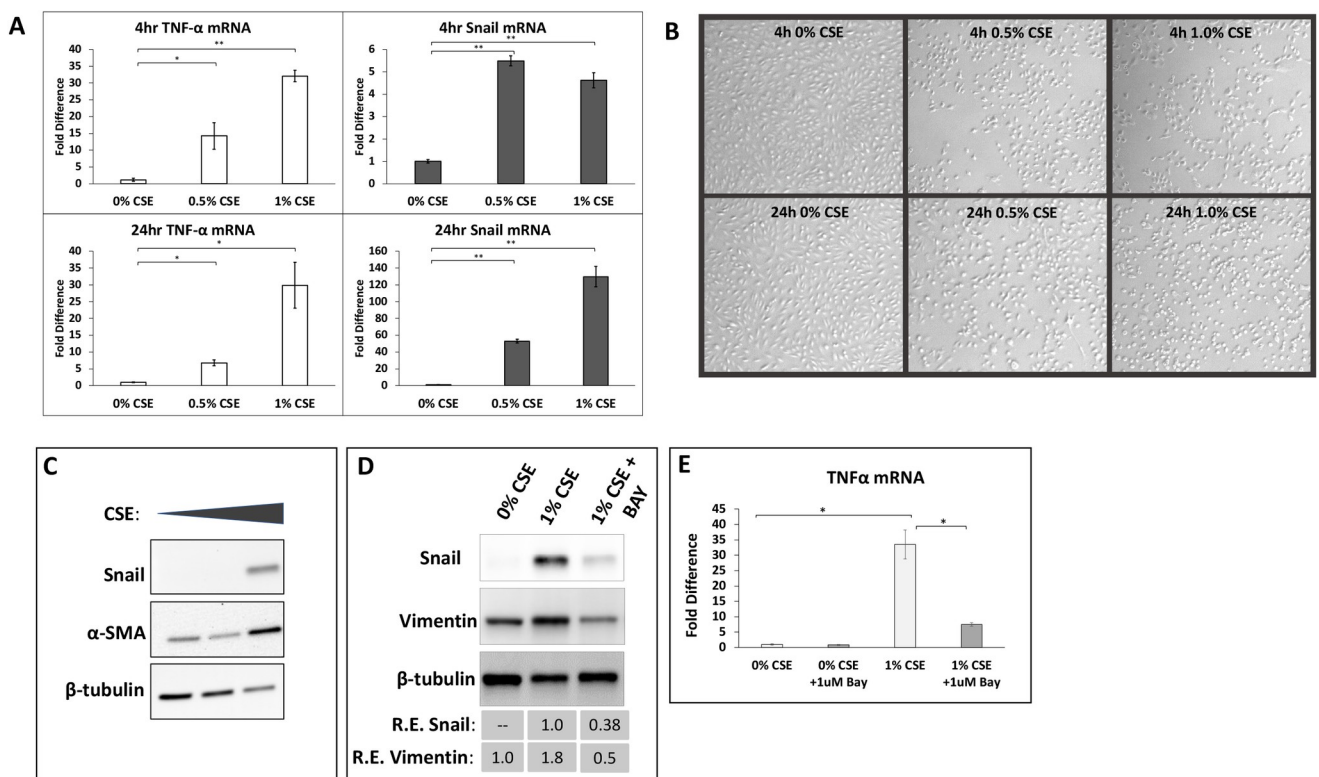 A
4hr TNF-α mRNA
**
*
Fold Difference
40
35
30
25
20
15
10
5
0
0% CSE 0.5% CSE 1% CSE
4hr Snail mRNA
**
**
Fold Difference
6
5
4
3
2
1
0
0% CSE 0.5% CSE 1% CSE
24hr TNF-α mRNA
*
*
Fold Difference
40
35
30
25
20
15
10
5
0
0% CSE 0.5% CSE 1% CSE
24hr Snail mRNA
**
**
Fold Difference
160
140
120
100
80
60
40
20
0
0% CSE 0.5% CSE 1% CSE
B
4h 0% CSE 4h 0.5% CSE 4h 1.0% CSE
24h 0% CSE 24h 0.5% CSE 24h 1.0% CSE
C
CSE:
Snail
α-SMA
β-tubulin
D
0% CSE
1% CSE
1% CSE +
BAY
Snail
Vimentin
β-tubulin
R.E. Snail: -- 1.0 0.38
R.E. Vimentin: 1.0 1.8 0.5
E
TNFα mRNA
*
*
Fold Difference
45
40
35
30
25
20
15
10
5
0
0% CSE 0% CSE 1% CSE 1% CSE
+1uM Bay +1uM Bay